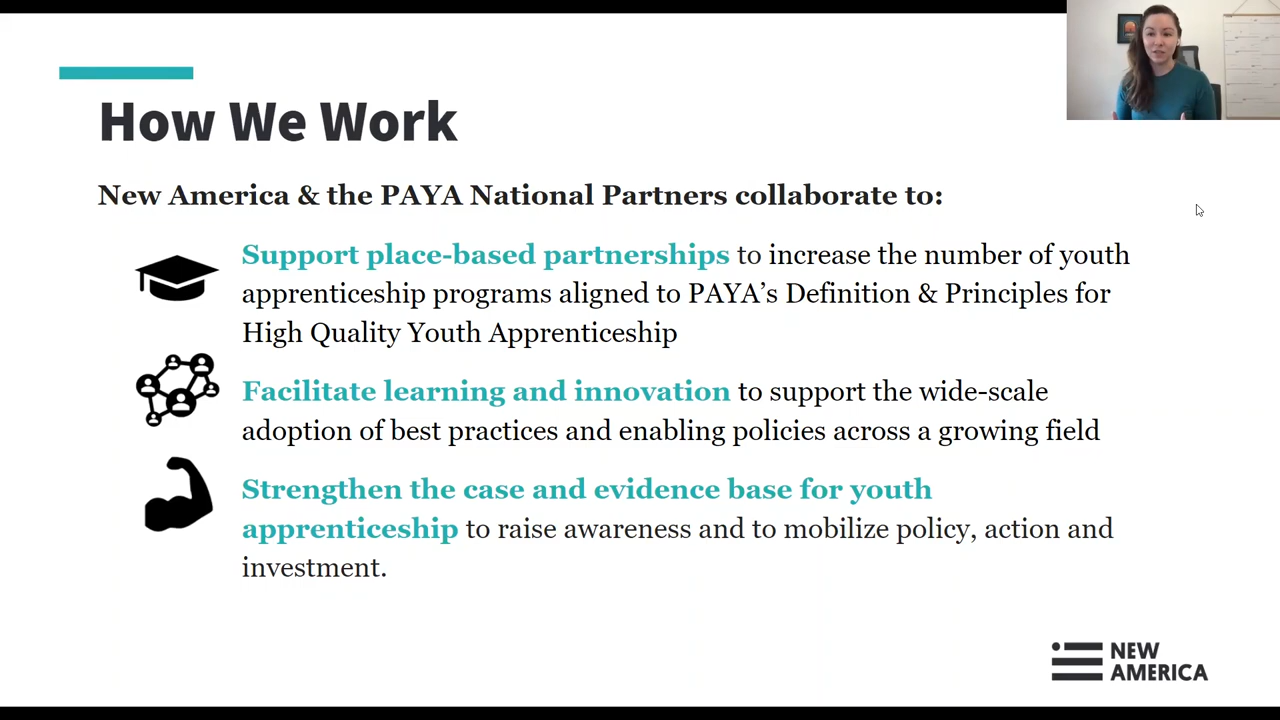 How We Work
New America & the PAYA National Partners collaborate to:
Support place-based partnerships to increase the number of youth
apprenticeship programs aligned to PAYA’s Definition & Principles for
High Quality Youth Apprenticeship
Facilitate learning and innovation to support the wide-scale
adoption of best practices and enabling policies across a growing field
Strengthen the case and evidence base for youth
apprenticeship to raise awareness and to mobilize policy, action and
investment.
NEW
AMERICA